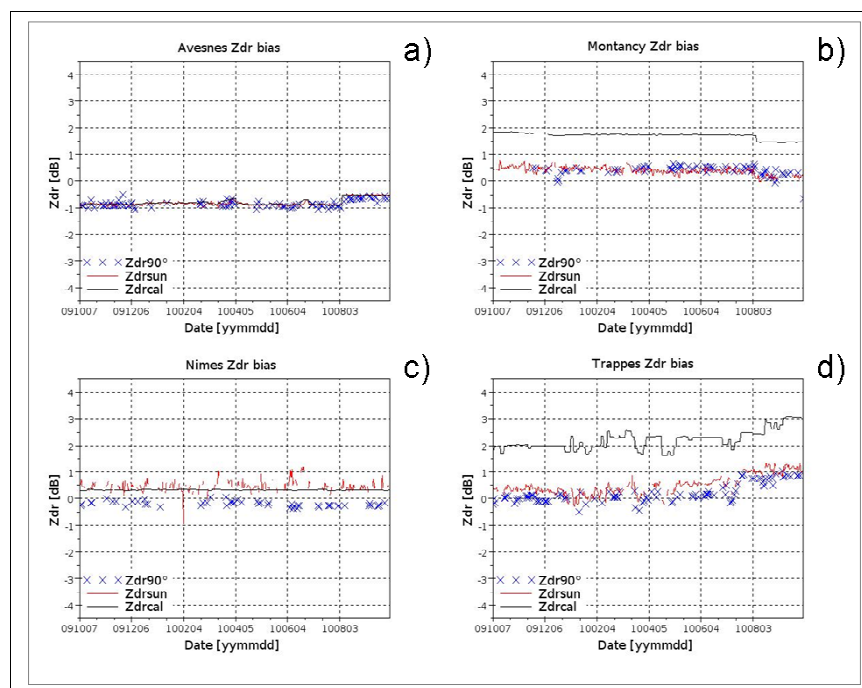 Avesnes Zdr bias
a)
Zdr [dB]
4
3
2
1
0
-1
-2
-3
-4
Zdr90°
Zdrsun
Zdrcal
091007 091206 100204 100405 100604 100803
Date [yymmdd]
Montancy Zdr bias
b)
Zdr [dB]
4
3
2
1
0
-1
-2
-3
-4
Zdr90°
Zdrsun
Zdrcal
091007 091206 100204 100405 100604 100803
Date [yymmdd]
Nimes Zdr bias
c)
Zdr [dB]
4
3
2
1
0
-1
-2
-3
-4
Zdr90°
Zdrsun
Zdrcal
091007 091206 100204 100405 100604 100803
Date [yymmdd]
Trappes Zdr bias
d)
Zdr [dB]
4
3
2
1
0
-1
-2
-3
-4
Zdr90°
Zdrsun
Zdrcal
091007 091206 100204 100405 100604 100803
Date [yymmdd]